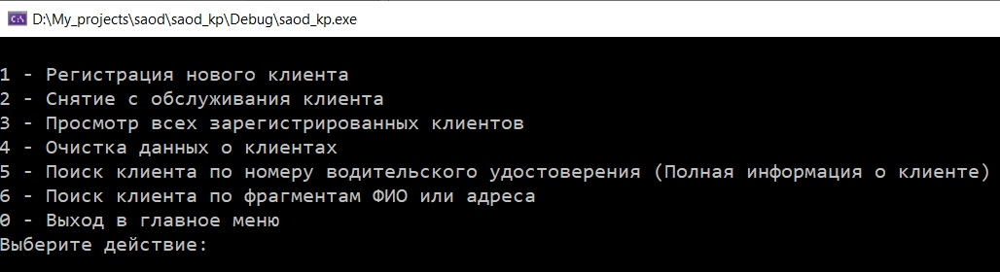 D:\My_projects\saod\saod_kp\Debug\saod_kp.exe
1 - Регистрация нового клиента
2 - Снятие с обслуживания клиента
3 - Просмотр всех зарегистрированных клиентов
4 - Очистка данных о клиентах
5 - Поиск клиента по номеру водительского удостоверения (Полная информация о клиенте)
6 - Поиск клиента по фрагментам ФИО или адреса
0 - Выход в главное меню
Выберите действие: